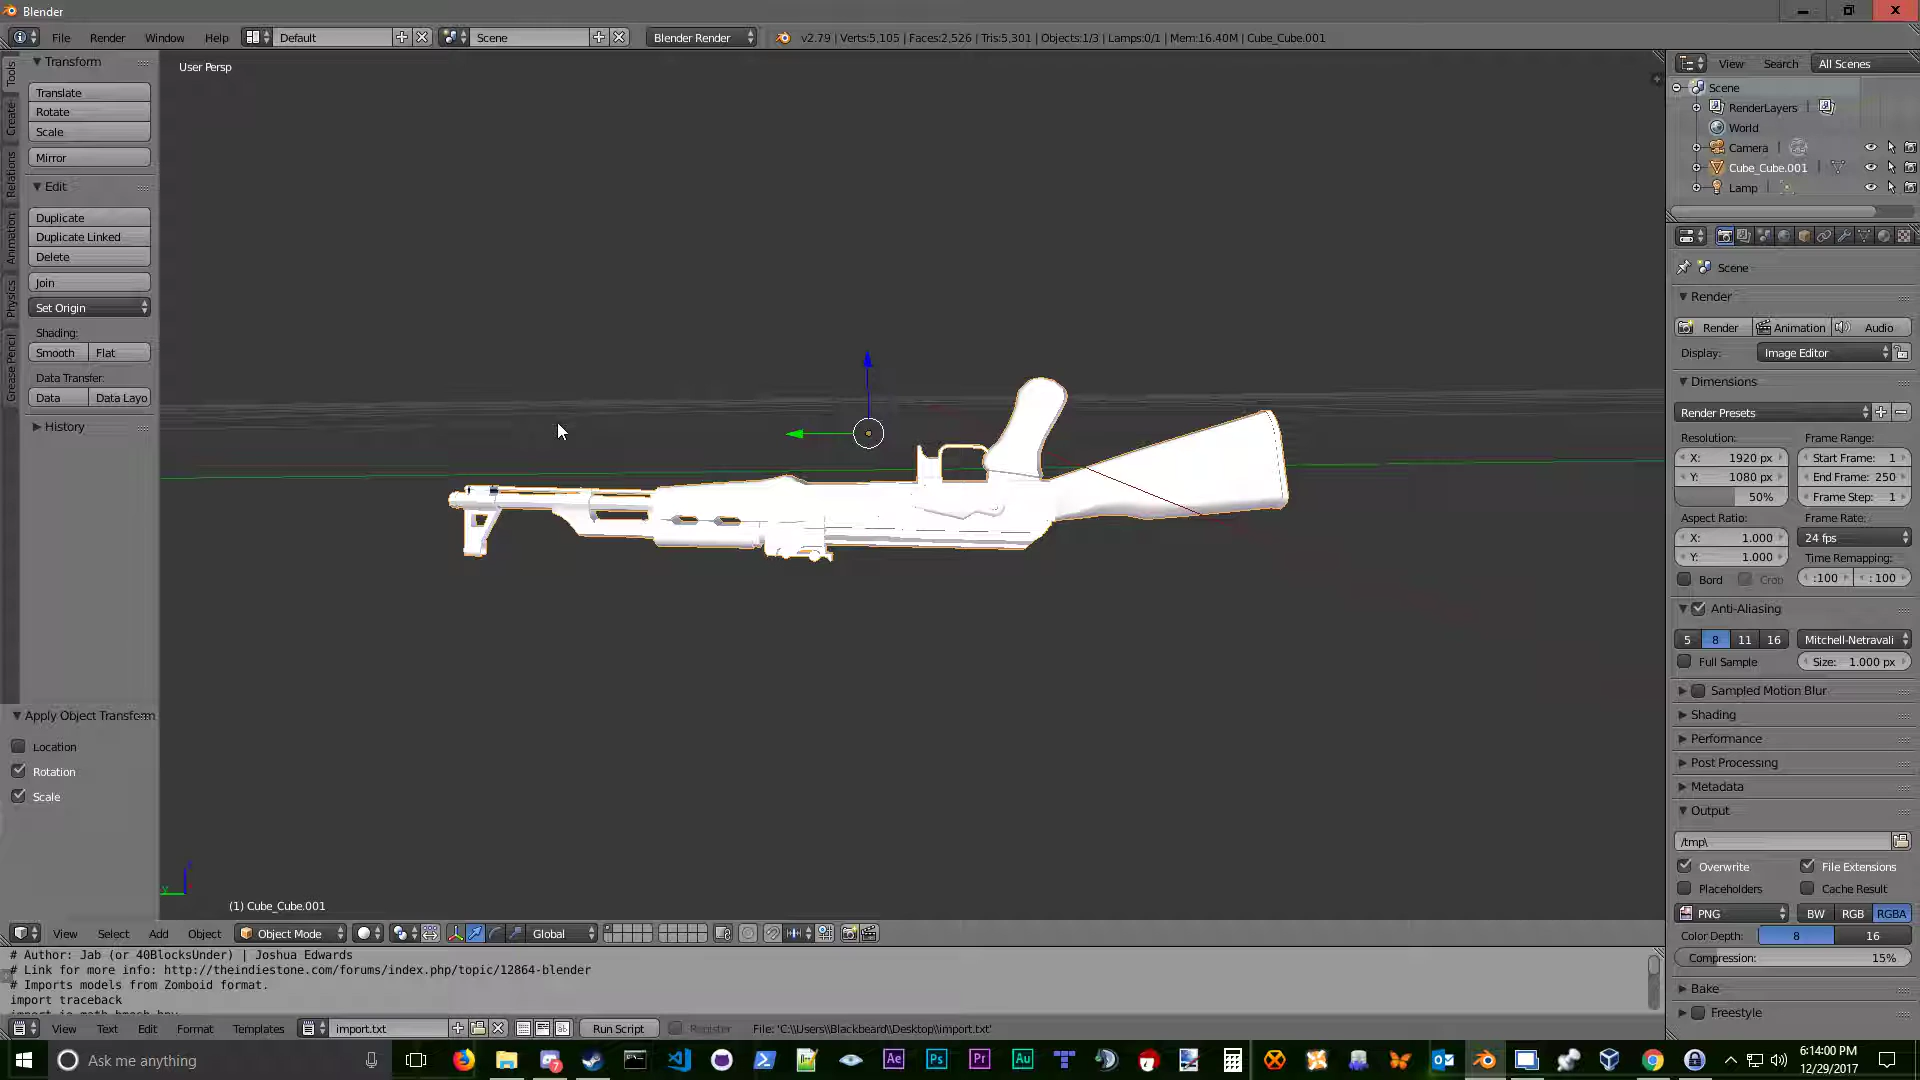 Blender
File Render Window Help Default Scene Blender Render v2.79 | Verts:5,105 | Faces:2,526 | Tris:5,301 | Objects:1/3 | Lamps:0/1 | Mem:16.40M | Cube_Cube.001
Tools
Create
Relations
Animation
Physics
Grease Pencil
Transform
Translate
Rotate
Scale
Mirror
Edit
Duplicate
Duplicate Linked
Delete
Join
Set Origin
Shading:
Smooth Flat
Data Transfer:
Data Data Layo
History
Apply Object Transform
Location
Rotation
Scale
User Persp
(1) Cube_Cube.001
View Select Add Object Object Mode Global
# Author: Jab (or 40BlocksUnder) | Joshua Edwards
# Link for more info: http://theindiestone.com/forums/index.php/topic/12864-blender
# Imports models from Zomboid format.
import traceback
View Text Edit Format Templates import.txt Run Script Register File: 'C:\\Users\\Blackbeard\\Desktop\\import.txt'
View Search All Scenes
Scene
RenderLayers
World
Camera
Cube_Cube.001
Lamp
Scene
Render
Render Animation Audio
Display: Image Editor
Dimensions
Render Presets
Resolution: Frame Range:
X: 1920 px Start Frame: 1
Y: 1080 px End Frame: 250
50% Frame Step: 1
Aspect Ratio: Frame Rate:
X: 1.000 24 fps
Y: 1.000 Time Remapping:
Bord Crop :100 :100
Anti-Aliasing
5 8 11 16 Mitchell-Netravali
Full Sample Size: 1.000 px
Sampled Motion Blur
Shading
Performance
Post Processing
Metadata
Output
/tmp\
Overwrite File Extensions
Placeholders Cache Result
PNG BW RGB RGBA
Color Depth: 8 16
Compression: 15%
Bake
Freestyle
Ask me anything
Ae Ps Pr Au
6:14:00 PM
12/29/2017